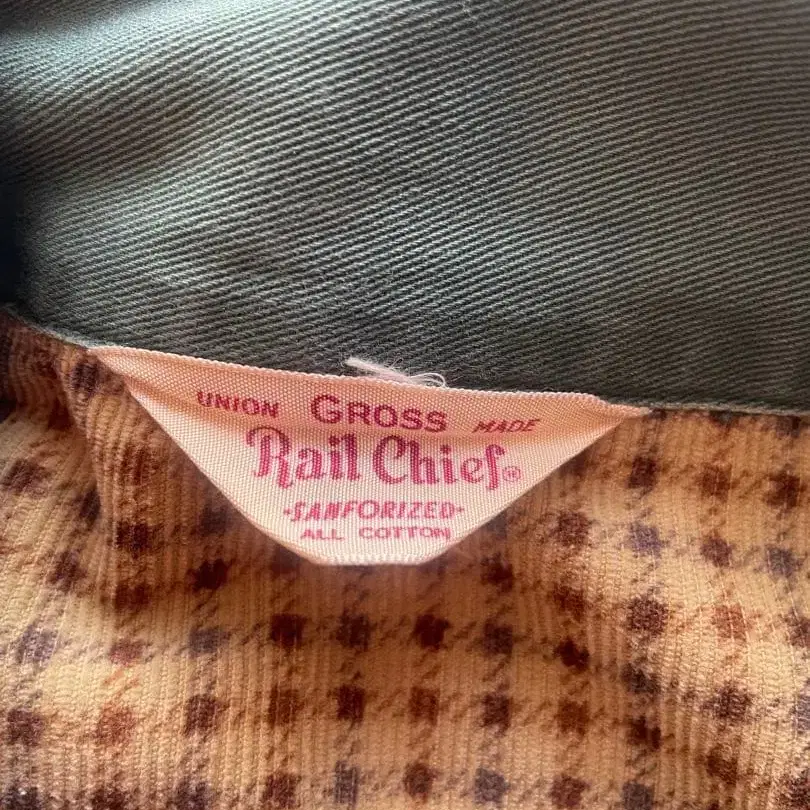 UNION GROSS MADE
Rail Chief®
·SANFORIZED·
ALL COTTON